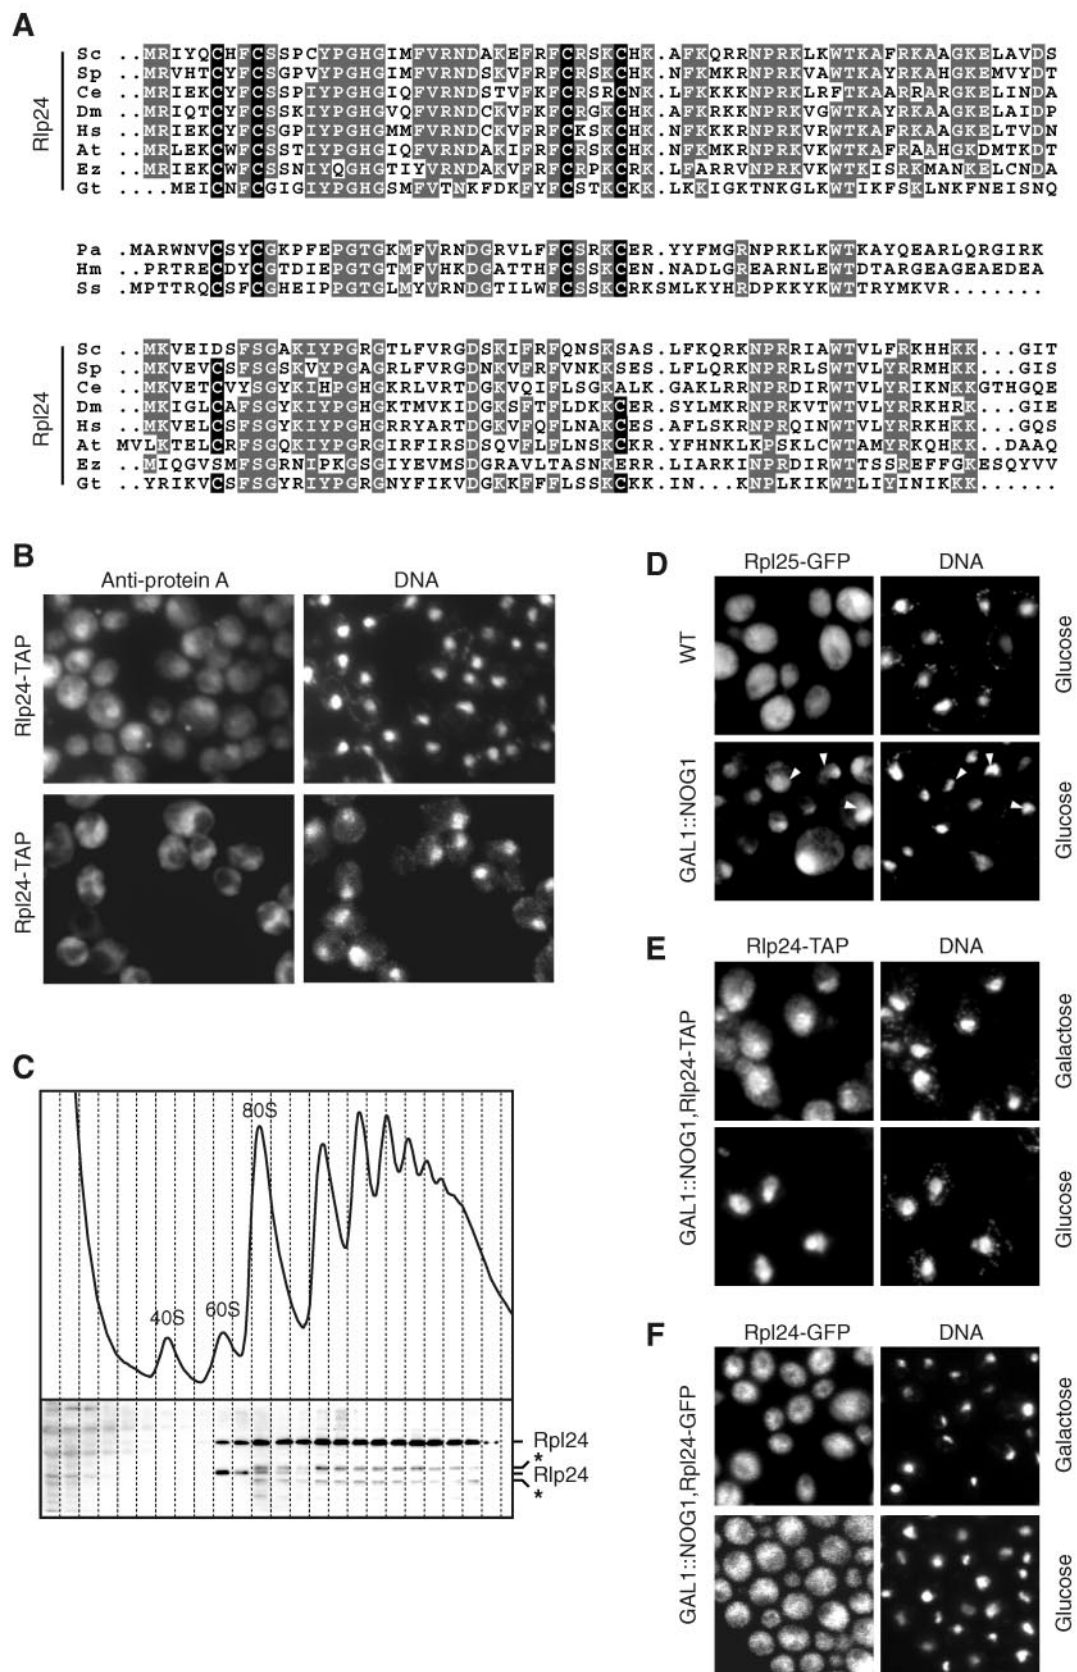 A
Rlp24
Sc ..MRIYQCHFCSSPCYPGHGIMFVRNDAKEFRFCRSKCHK.AFKQRRNPRKLKWTKAFRKAAGKELAVDS
Sp ..MRVHTCYFCSGPVYPGHGIMFVRNDSKVFRFCRSKCHK.NFKMKRNPRKVAWTKAYRKAHGKEMVYDT
Ce ..MRIEKCYFCSSPIYPGHGIQFVRNDSTVFKFCRSRCNK.LFKKKKNPRKLRFTKAARRARGKELINDA
Dm ..MRIQTCYFCSSKIYPGHGVQFVRNDCKVFKFCRGKCHK.AFKRKKNPRKVGWTKAYRKAAGKELAIDP
Hs ..MRIEKCYFCSGPIYPGHGMMFVRNDCKVFRFCKSKCHK.NFKKKRNPRKVRWTKAFRKAAGKELTVDN
At ..MRLEKCWFCSSTIYPGHGIQFVRNDAKIFRFCRSKCHK.NFKMKRNPRKVKWTKAFRAAHGKDMTKDT
Ez ..MRIEKCWFCSSNIYQGHGTIYVRNDAKVFRFCRPKCRA.LFARRVNPKVIKWTKISRKMANKELCNDA
Gt ....MEICNFCGIGIYPGHGSMFVTNKFDKFYFCSTKCKK.LKKIGKTNKGLKWTIKFSKLNKFNEISNQ
Pa .MARWNVCSYCGKPFEPGTGKMFVRNDGRVLFFCSRKCER.YYFMGRNPRKLKWTKAYQEARLQRGIRK
Hm ..PRTRECDYCGTDIEPGTGTMFVHKDGATTHFCSSKCEN.NADLGREARNLEWTDTARGEAGEAEDEA
Ss .MPTTRQCSFCGHEIPPGTGLMYVRNDGTILWFCSSKCRKSMLKYHRDPKKYKWTTRYMKVR.......
Rpl24
Sc ..MKVEIDSFSGAKIYPGRGTLFVRGDSKIFRFQNSKSAS.LFKQRKNPRRIAWTVLFRKHHKK...GIT
Sp ..MKVEVCSFSGSKVYPGAGRLFVRGDNKVFRFVNKKSES.LFLQRKNPRRLSWTVLYRRMHKK...GIS
Ce ..MKVETCVYSGYKIHPGHGKRLVRTDGKVQIFLSGKALK.GAKLRRNPRDIRWTVLYRIKNKKGTHGQE
Dm ..MKIGLCAFSGYKIYPGHGKTMVKIDGKSFTFLDKKCER.SYLMKRNPRKVTWTVLYRRKHRK...GIE
Hs ..MKVELCSFSGYKIYPGHGRRYARTDGKVFQFLNAKCES.AFLSKRNPRQINWTVLYRRKHKK...GQS
At MVLKTELCRFSGQKIYPGRGIRFIRSDSQVFLFLNSKCKR.YFHNKLKPSKLCWTAMYRKQHKK...DAAQ
Ez ..MIQGVSMFSGRNIPKGSGIYEVMSDGRAVLTASNKERR.LIARKINPRDIRWTTSSREFFGKESQYVV
Gt ..YRIKVCSFSGYRIYPGRGNYFIKVDGKKFFFLSSKCKK.IN...KNPLKIKWTLIYINIKKK......
B
Anti-protein A DNA
Rlp24-TAP
Rpl24-TAP
C
80S
40S 60S
Rpl24
*
Rlp24
*
D
Rpl25-GFP DNA
WT Glucose
GAL1::NOG1 Glucose
E
Rlp24-TAP DNA
GAL1::NOG1,Rlp24-TAP
Galactose
Glucose
F
Rpl24-GFP DNA
GAL1::NOG1,Rpl24-GFP
Galactose
Glucose